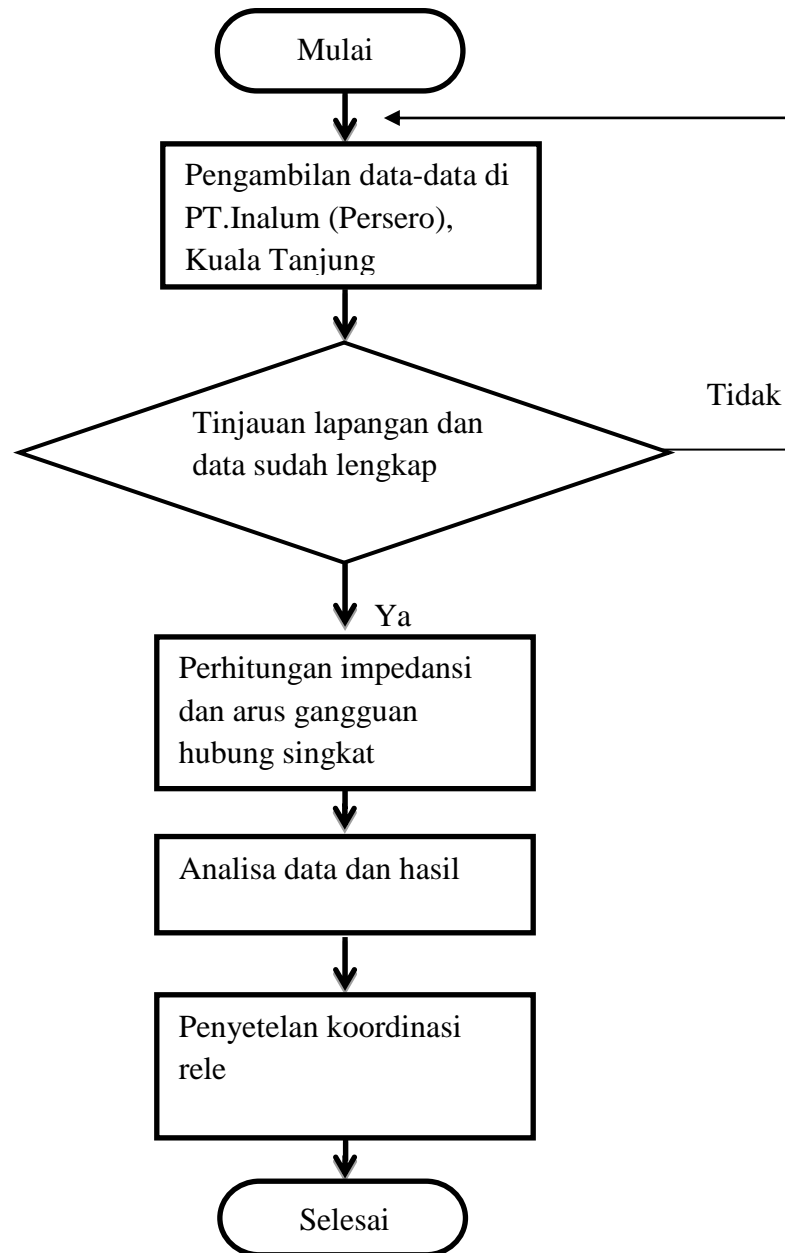 Mulai
Pengambilan data-data di
PT.Inalum (Persero),
Kuala Tanjung
Tidak
Tinjauan lapangan dan
data sudah lengkap
Ya
Perhitungan impedansi
dan arus gangguan
hubung singkat
Analisa data dan hasil
Penyetelan koordinasi
rele
Selesai